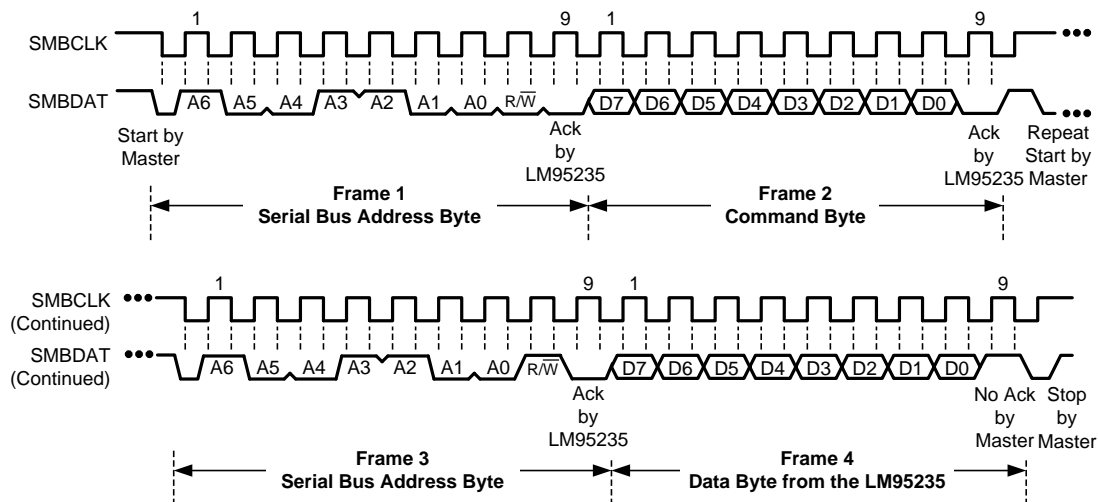 1 9 1 9
SMBCLK
SMBDAT
A6 A5 A4 A3 A2 A1 A0 R/W̅ D7 D6 D5 D4 D3 D2 D1 D0
Start by
Master
Ack
by
LM95235
Ack
by
LM95235
Repeat
Start by
Master
Frame 1
Serial Bus Address Byte
Frame 2
Command Byte
1 9 1 9
SMBCLK
(Continued)
SMBDAT
(Continued)
A6 A5 A4 A3 A2 A1 A0 R/W̅ D7 D6 D5 D4 D3 D2 D1 D0
Ack
by
LM95235
No Ack
by
Master
Stop
by
Master
Frame 3
Serial Bus Address Byte
Frame 4
Data Byte from the LM95235